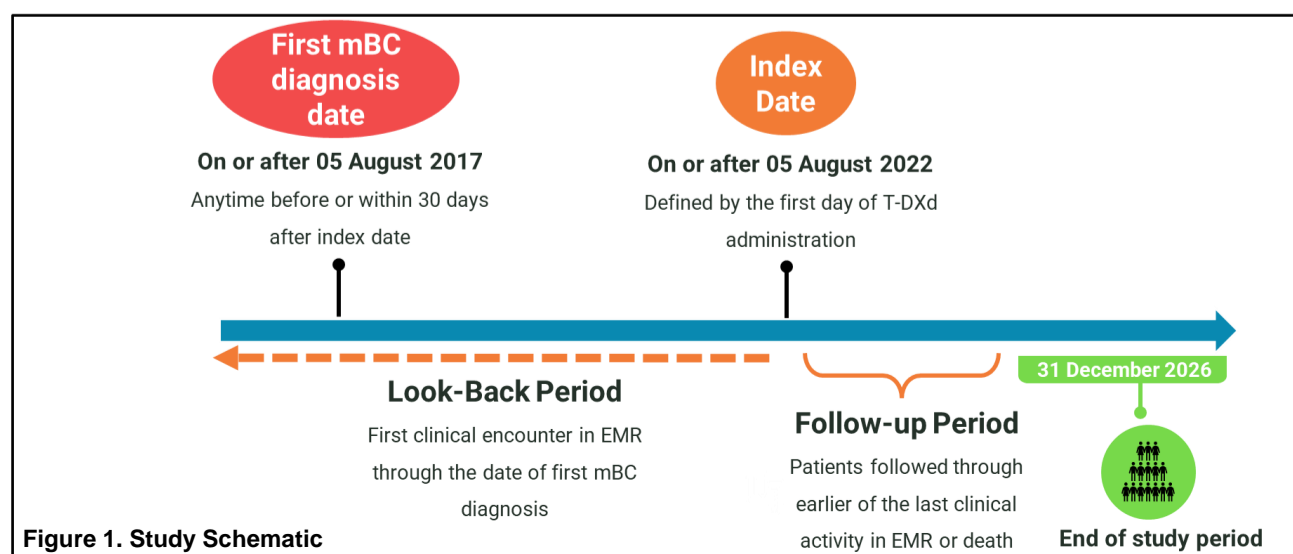 First mBC
diagnosis
date
On or after 05 August 2017
Anytime before or within 30 days
after index date
Index
Date
On or after 05 August 2022
Defined by the first day of T-DXd
administration
Look-Back Period
First clinical encounter in EMR
through the date of first mBC
diagnosis
Follow-up Period
Patients followed through
earlier of the last clinical
activity in EMR or death
31 December 2026
End of study period
Figure 1. Study Schematic